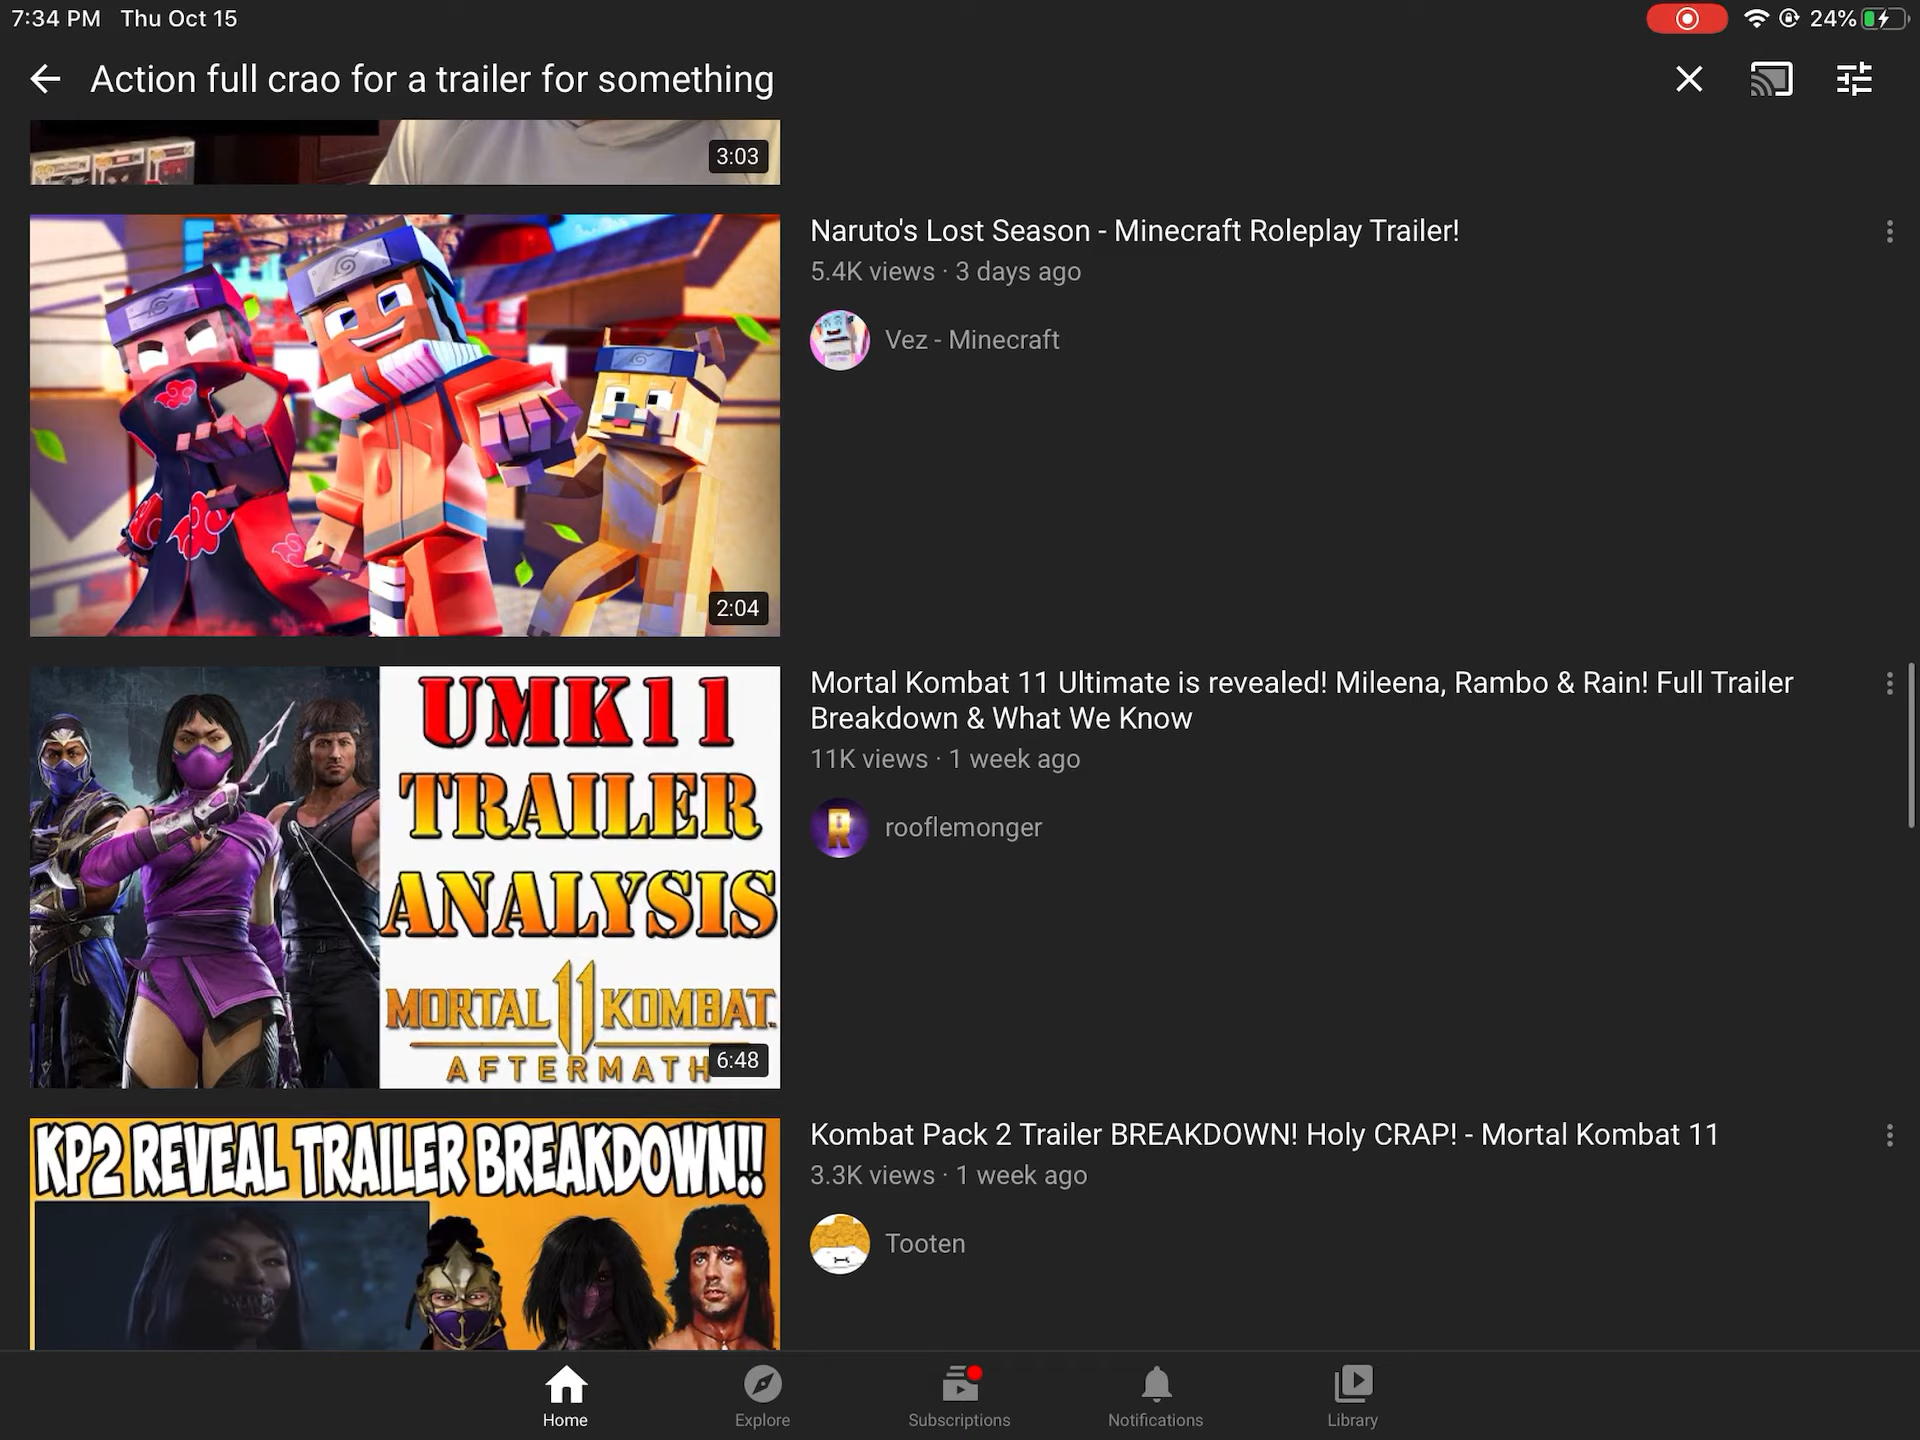 7:34 PM Thu Oct 15
24%
Action full crao for a trailer for something
3:03
Naruto's Lost Season - Minecraft Roleplay Trailer!
5.4K views · 3 days ago
Vez - Minecraft
2:04
UMK11
TRAILER
ANALYSIS
MORTAL 11 KOMBAT
AFTERMATH
6:48
Mortal Kombat 11 Ultimate is revealed! Mileena, Rambo & Rain! Full Trailer
Breakdown & What We Know
11K views · 1 week ago
R
rooflemonger
KP2 REVEAL TRAILER BREAKDOWN!!
Kombat Pack 2 Trailer BREAKDOWN! Holy CRAP! - Mortal Kombat 11
3.3K views · 1 week ago
Tooten
Home
Explore
Subscriptions
Notifications
Library